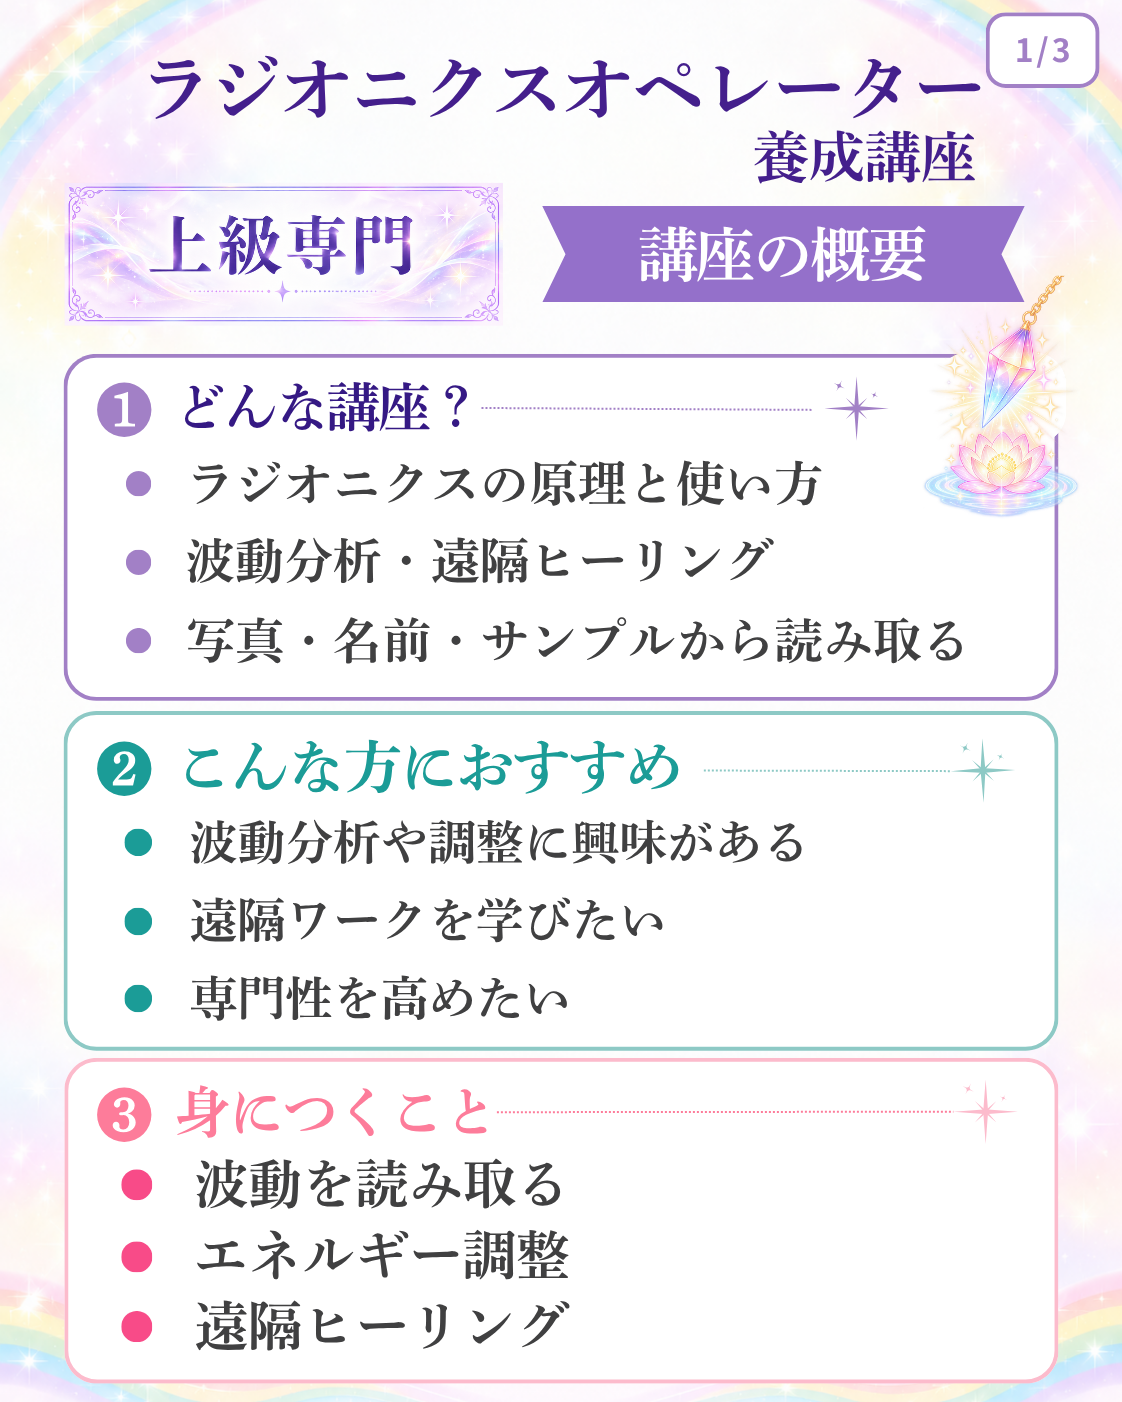 1/3
ラジオニクスオペレーター
養成講座
上級専門
講座の概要
1 どんな講座？
● ラジオニクスの原理と使い方
● 波動分析・遠隔ヒーリング
● 写真・名前・サンプルから読み取る
2 こんな方におすすめ
● 波動分析や調整に興味がある
● 遠隔ワークを学びたい
● 専門性を高めたい
3 身につくこと
● 波動を読み取る
● エネルギー調整
● 遠隔ヒーリング